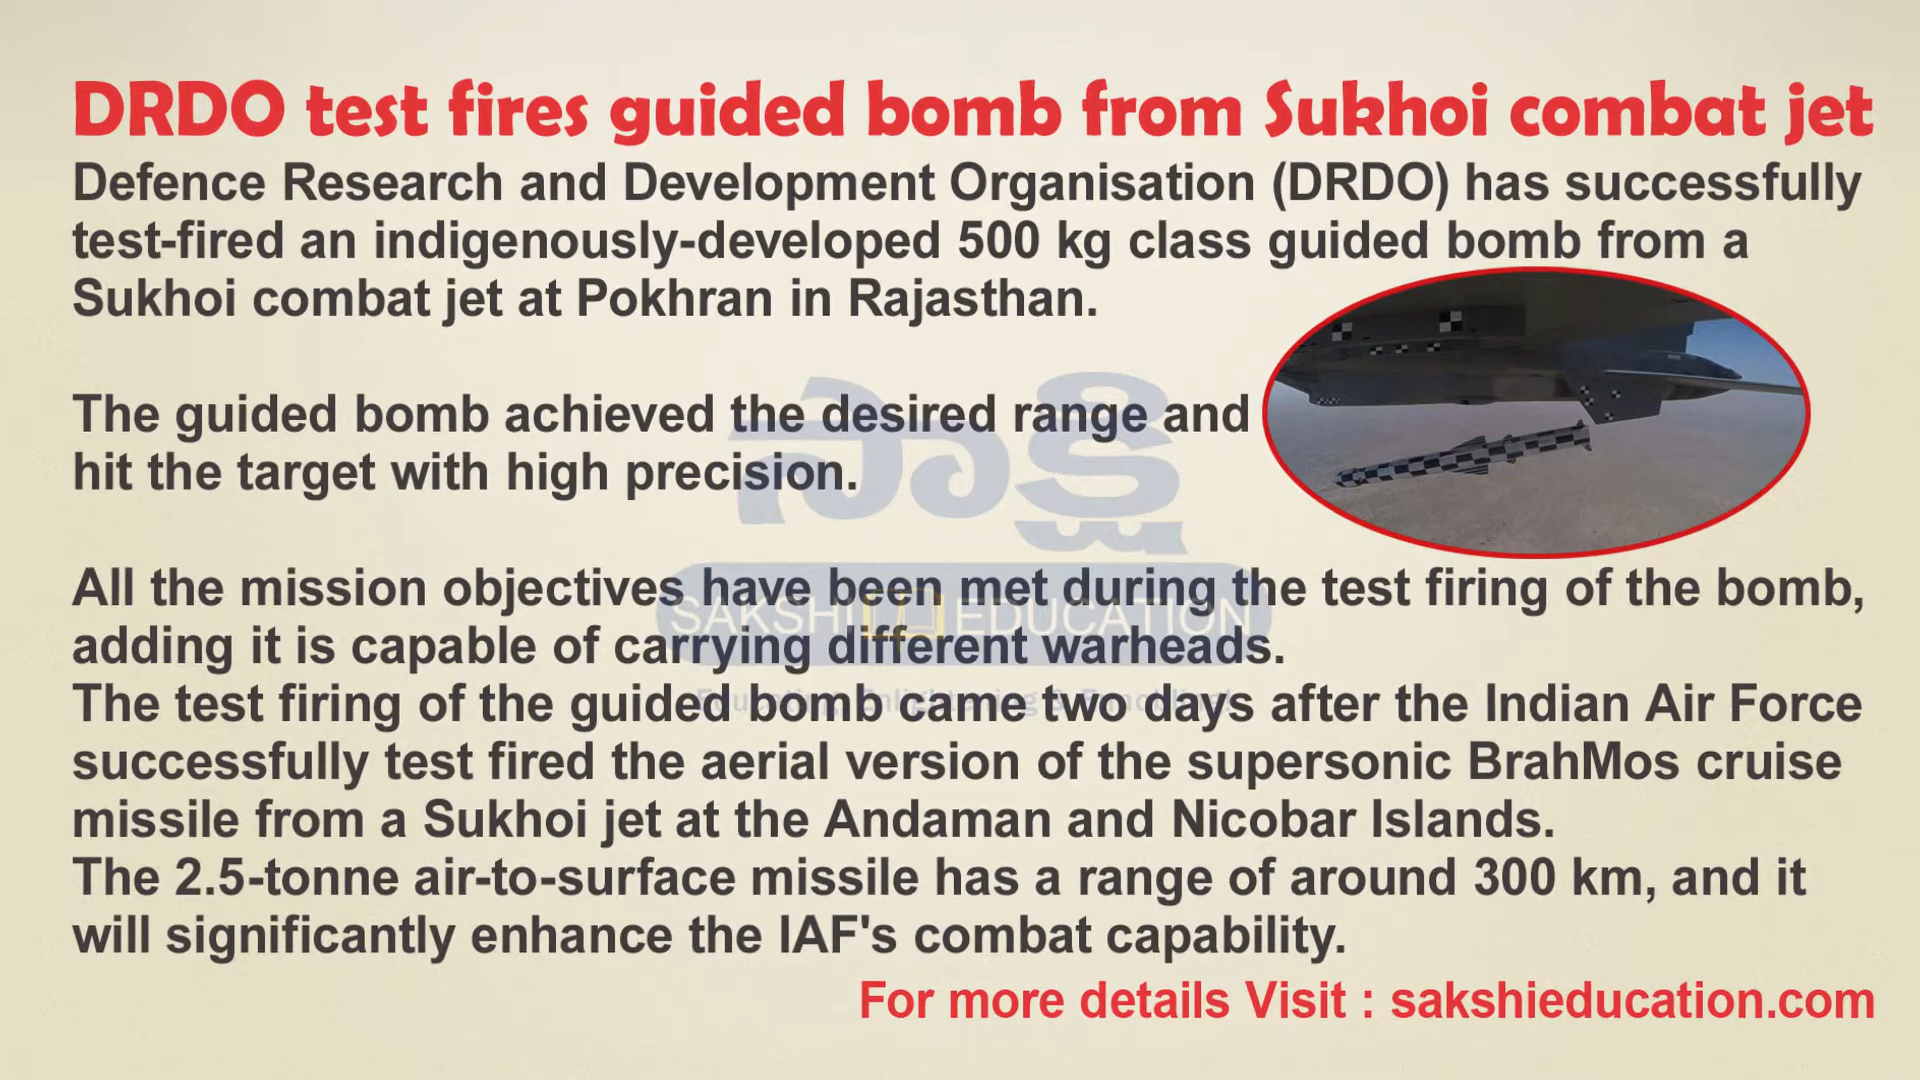 DRDO test fires guided bomb from Sukhoi combat jet
Defence Research and Development Organisation (DRDO) has successfully
test-fired an indigenously-developed 500 kg class guided bomb from a
Sukhoi combat jet at Pokhran in Rajasthan.
The guided bomb achieved the desired range and
hit the target with high precision.
సాక్షి
All the mission objectives have been met during the test firing of the bomb,
SAKSHI EDUCATION
adding it is capable of carrying different warheads.
Educating, Enlightening & Ennobling!
The test firing of the guided bomb came two days after the Indian Air Force
successfully test fired the aerial version of the supersonic BrahMos cruise
missile from a Sukhoi jet at the Andaman and Nicobar Islands.
The 2.5-tonne air-to-surface missile has a range of around 300 km, and it
will significantly enhance the IAF's combat capability.
For more details Visit : sakshieducation.com